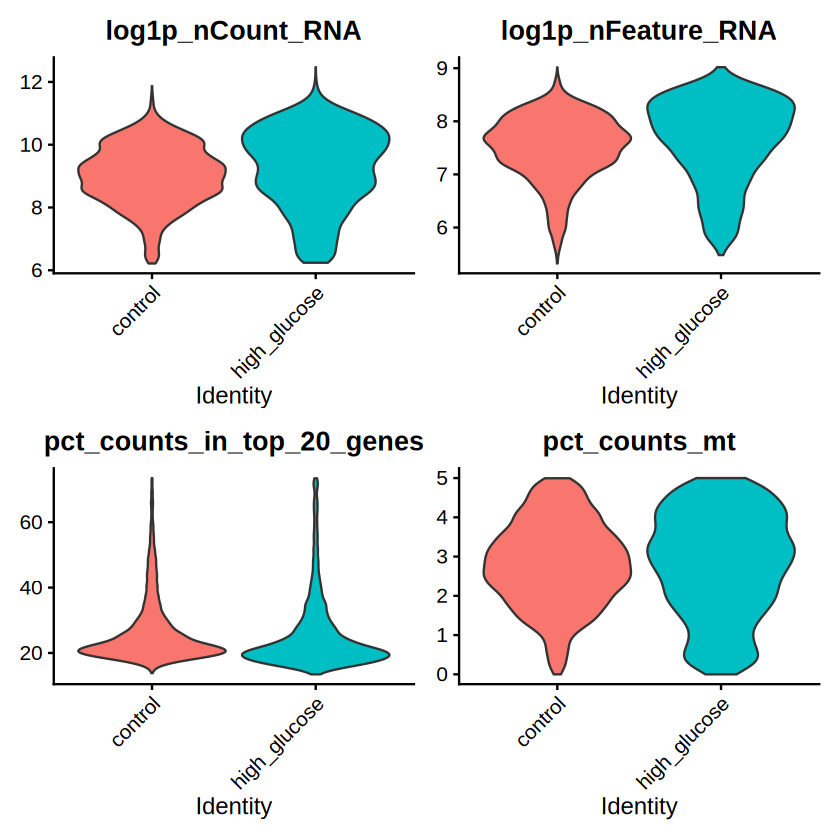 log1p_nCount_RNA
12
10
8
6
control
high_glucose
Identity
log1p_nFeature_RNA
9
8
7
6
control
high_glucose
Identity
pct_counts_in_top_20_genes
60
40
20
control
high_glucose
Identity
pct_counts_mt
5
4
3
2
1
0
control
high_glucose
Identity